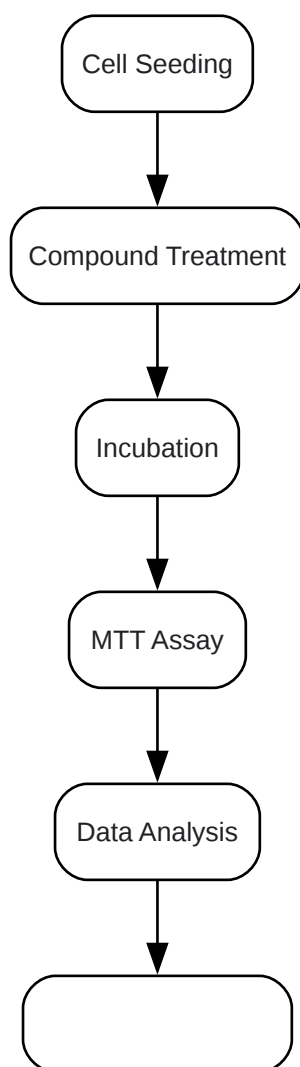 Cell Seeding
Compound Treatment
Incubation
MTT Assay
Data Analysis